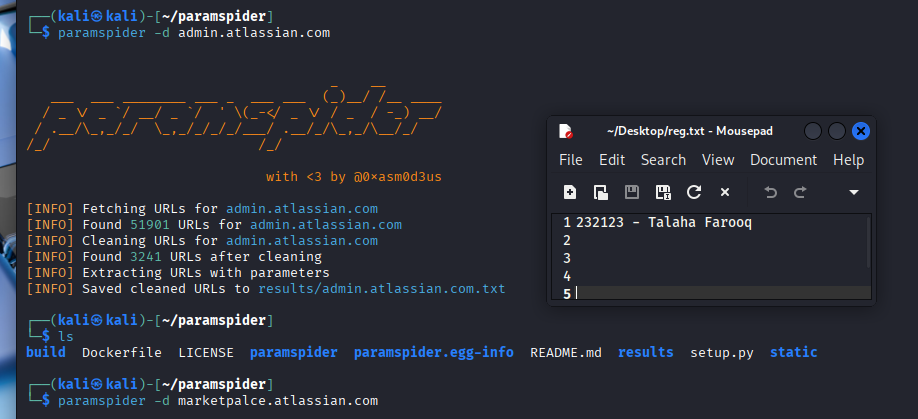 ┌──(kali㉿kali)-[~/paramspider]
└─$ paramspider -d admin.atlassian.com
paramspider
with <3 by @0×asm0d3us
[INFO] Fetching URLs for admin.atlassian.com
[INFO] Found 51901 URLs for admin.atlassian.com
[INFO] Cleaning URLs for admin.atlassian.com
[INFO] Found 3241 URLs after cleaning
[INFO] Extracting URLs with parameters
[INFO] Saved cleaned URLs to results/admin.atlassian.com.txt
┌──(kali㉿kali)-[~/paramspider]
└─$ ls
build Dockerfile LICENSE paramspider paramspider.egg-info README.md results setup.py static
┌──(kali㉿kali)-[~/paramspider]
└─$ paramspider -d marketpalce.atlassian.com
~/Desktop/reg.txt - Mousepad
File Edit Search View Document Help
1 232123 - Talaha Farooq
2
3
4
5